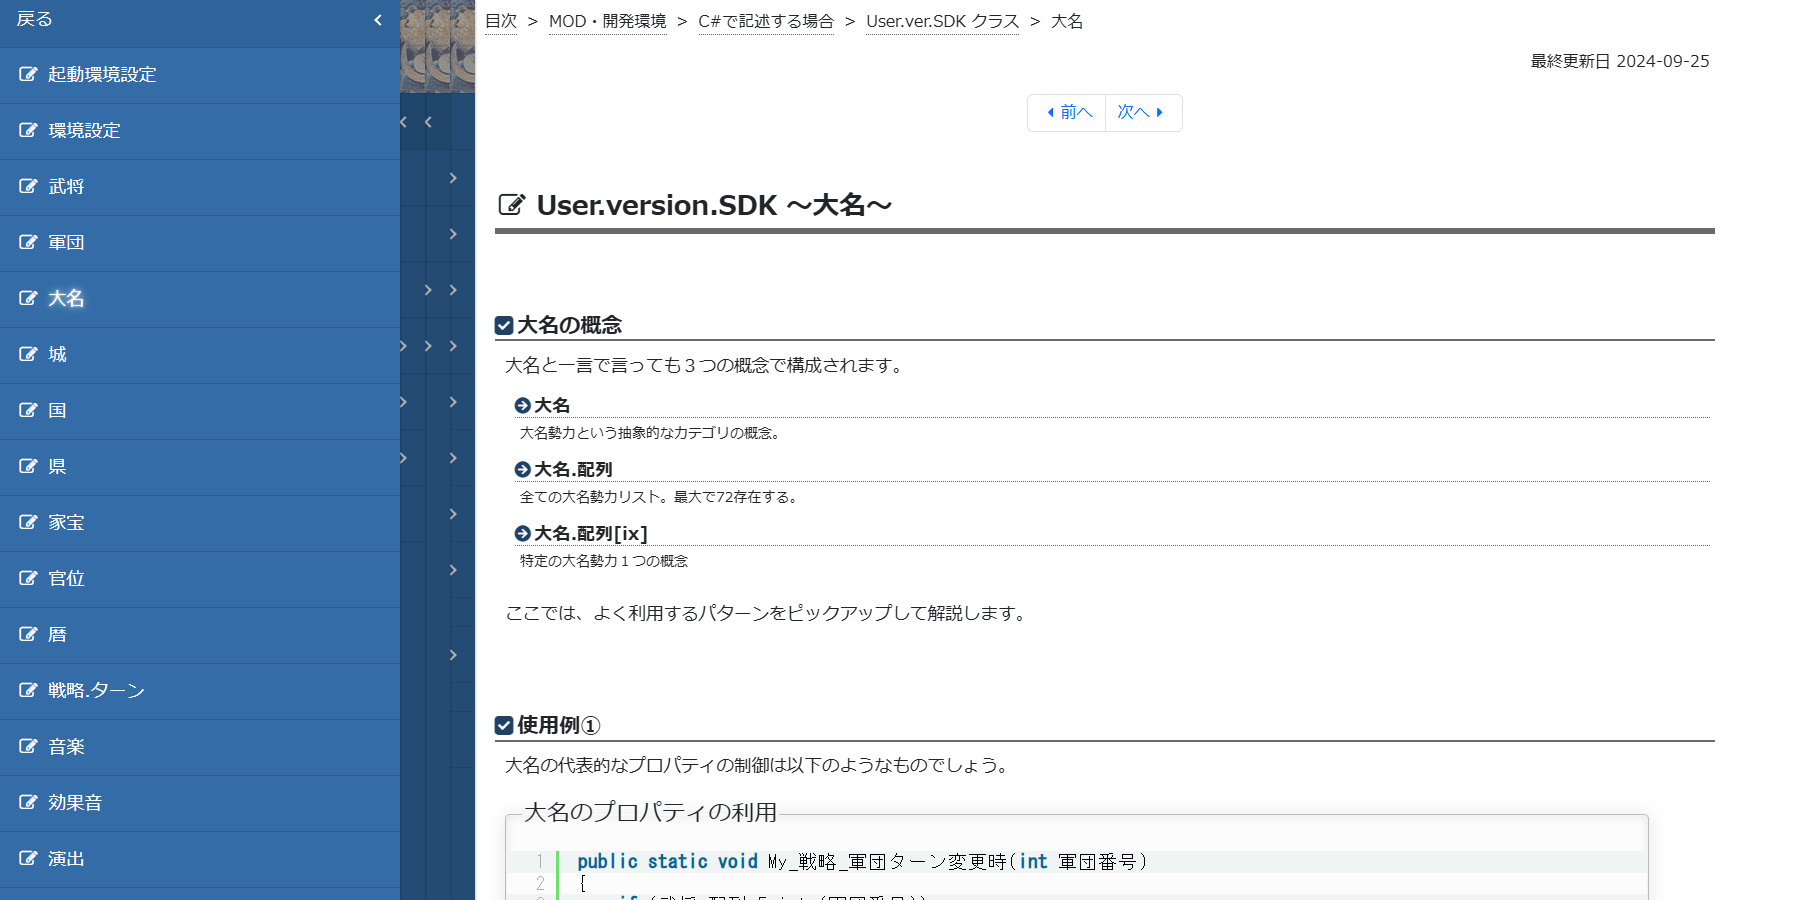 戻る
起動環境設定
環境設定
武将
軍団
大名
城
国
県
家宝
官位
暦
戦略.ターン
音楽
効果音
演出
目次 > MOD・開発環境 > C#で記述する場合 > User.ver.SDK クラス > 大名
最終更新日 2024-09-25
前へ 次へ
User.version.SDK ～大名～
大名の概念
大名と一言で言っても３つの概念で構成されます。
大名
大名勢力という抽象的なカテゴリの概念。
大名.配列
全ての大名勢力リスト。最大で72存在する。
大名.配列[ix]
特定の大名勢力１つの概念
ここでは、よく利用するパターンをピックアップして解説します。
使用例①
大名の代表的なプロパティの制御は以下のようなものでしょう。
大名のプロパティの利用
1 public static void My_戦略_軍団ターン変更時(int 軍団番号)
2 {